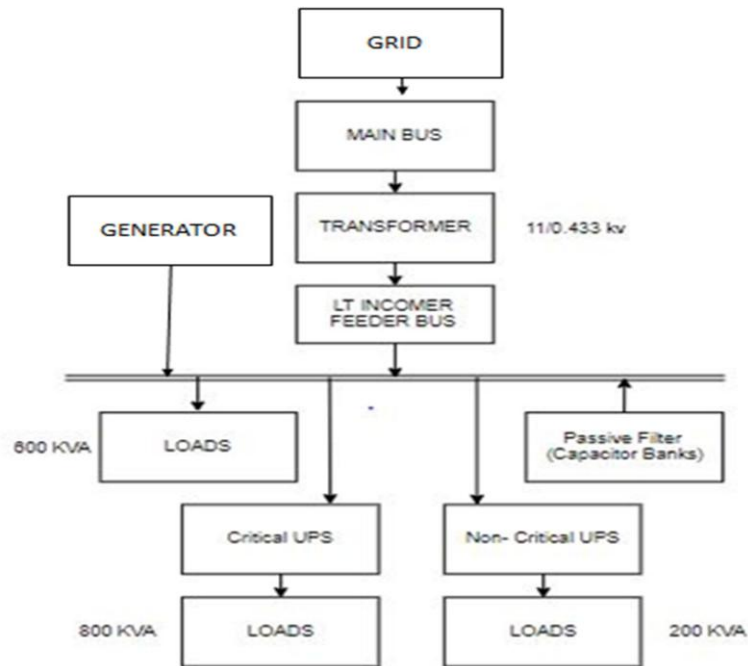 GRID
MAIN BUS
GENERATOR
TRANSFORMER
11/0.433 kv
LT INCOMER
FEEDER BUS
600 KVA
LOADS
Passive Filter
(Capacitor Banks)
Critical UPS
Non- Critical UPS
800 KVA
LOADS
LOADS
200 KVA